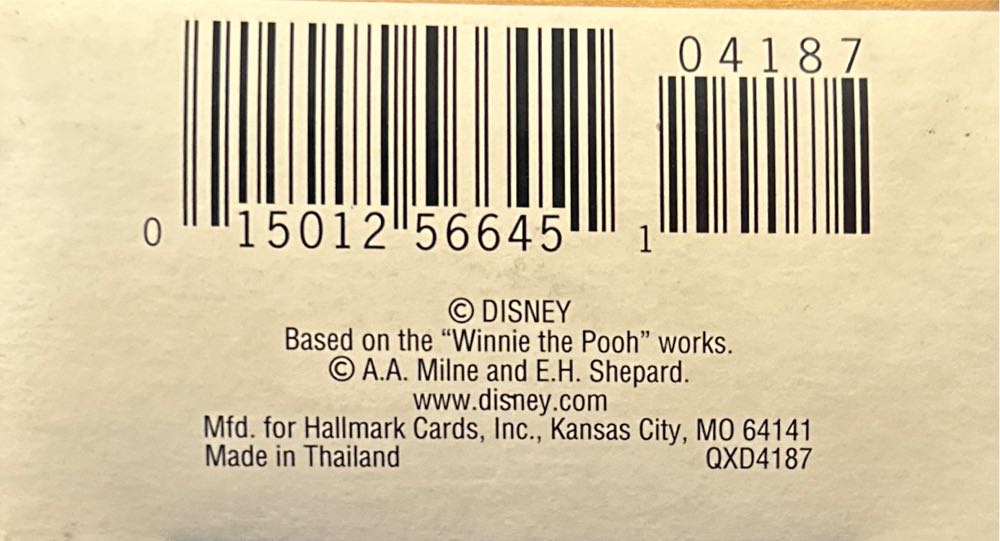 04187
0 15012 56645 1
© DISNEY
Based on the “Winnie the Pooh” works.
© A.A. Milne and E.H. Shepard.
www.disney.com
Mfd. for Hallmark Cards, Inc., Kansas City, MO 64141
Made in Thailand QXD4187